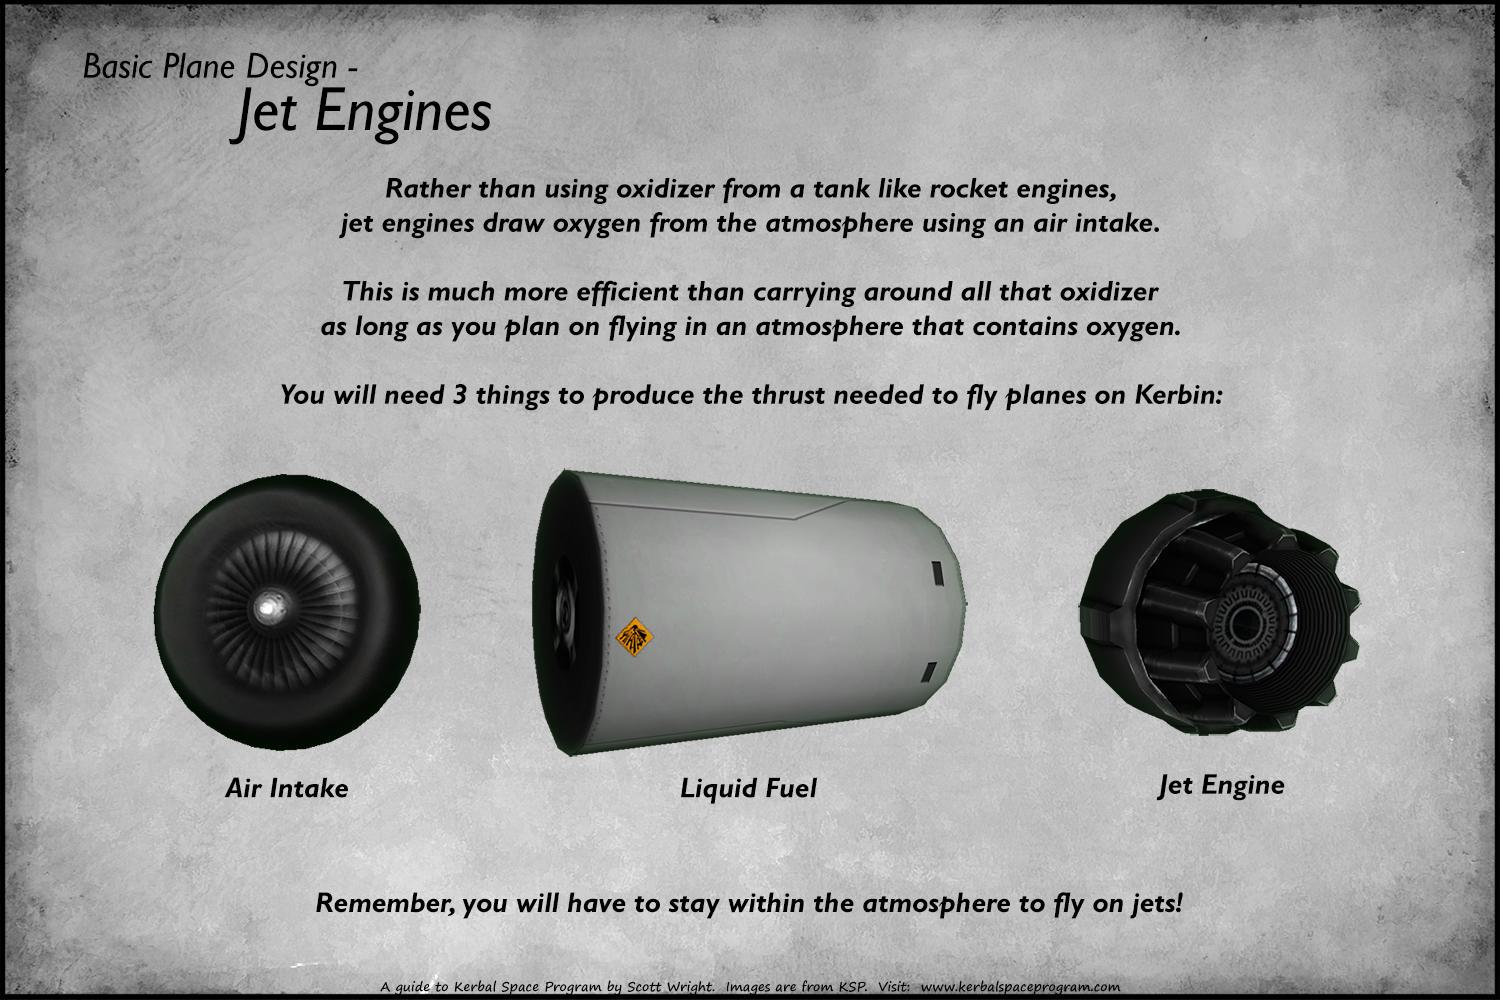 Basic Plane Design -
Jet Engines
Rather than using oxidizer from a tank like rocket engines,
jet engines draw oxygen from the atmosphere using an air intake.
This is much more efficient than carrying around all that oxidizer
as long as you plan on flying in an atmosphere that contains oxygen.
You will need 3 things to produce the thrust needed to fly planes on Kerbin:
Air Intake
Liquid Fuel
Jet Engine
Remember, you will have to stay within the atmosphere to fly on jets!
A guide to Kerbal Space Program by Scott Wright. Images are from KSP. Visit: www.kerbalspaceprogram.com